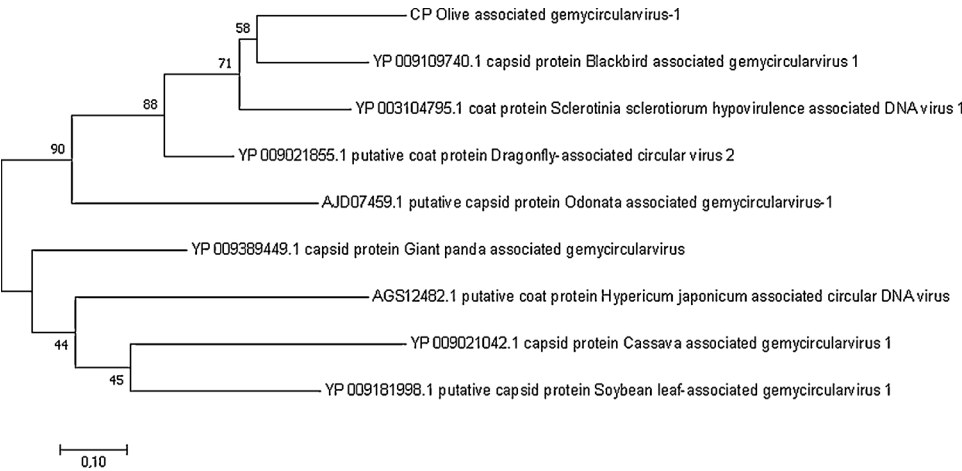 CP Olive associated gemycircularvirus-1
58
YP 009109740.1 capsid protein Blackbird associated gemycircularvirus 1
71
YP 003104795.1 coat protein Sclerotinia sclerotiorum hypovirulence associated DNA virus 1
88
YP 009021855.1 putative coat protein Dragonfly-associated circular virus 2
90
AJD07459.1 putative capsid protein Odonata associated gemycircularvirus-1
YP 009389449.1 capsid protein Giant panda associated gemycircularvirus
AGS12482.1 putative coat protein Hypericum japonicum associated circular DNA virus
44
YP 009021042.1 capsid protein Cassava associated gemycircularvirus 1
45
YP 009181998.1 putative capsid protein Soybean leaf-associated gemycircularvirus 1
0,10